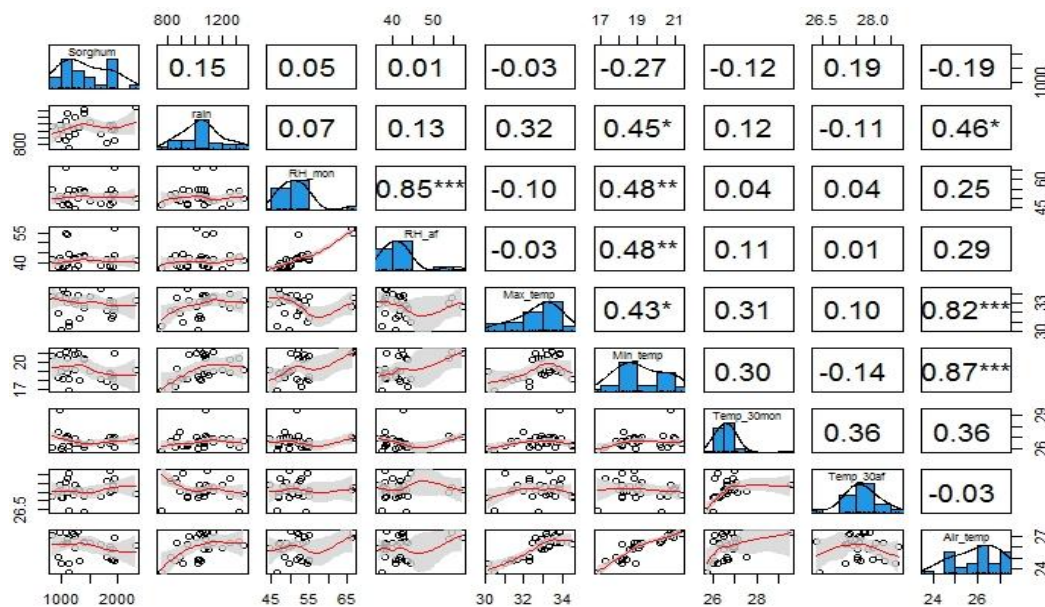 800 1200 40 50 17 19 21 26.5 28.0
Sorghum 0.15 0.05 0.01 -0.03 -0.27 -0.12 0.19 -0.19 1000
800 rain 0.07 0.13 0.32 0.45* 0.12 -0.11 0.46*
RH_mon 0.85*** -0.10 0.48** 0.04 0.04 0.25 45 60
40 55 RH_af -0.03 0.48** 0.11 0.01 0.29
Max_temp 0.43* 0.31 0.10 0.82*** 30 33
17 20 Min_temp 0.30 -0.14 0.87***
Temp_30mon 0.36 0.36 26 29
26.5 Temp_30af -0.03
Air_temp 24 27
1000 2000 45 55 65 30 32 34 26 28 24 26